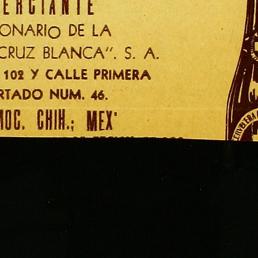 ERCIANTE
ONARIO DE LA
CRUZ BLANCA". S. A.
102 Y CALLE PRIMERA
RTADO NUM. 46.
MOC. CHIH.; MEX